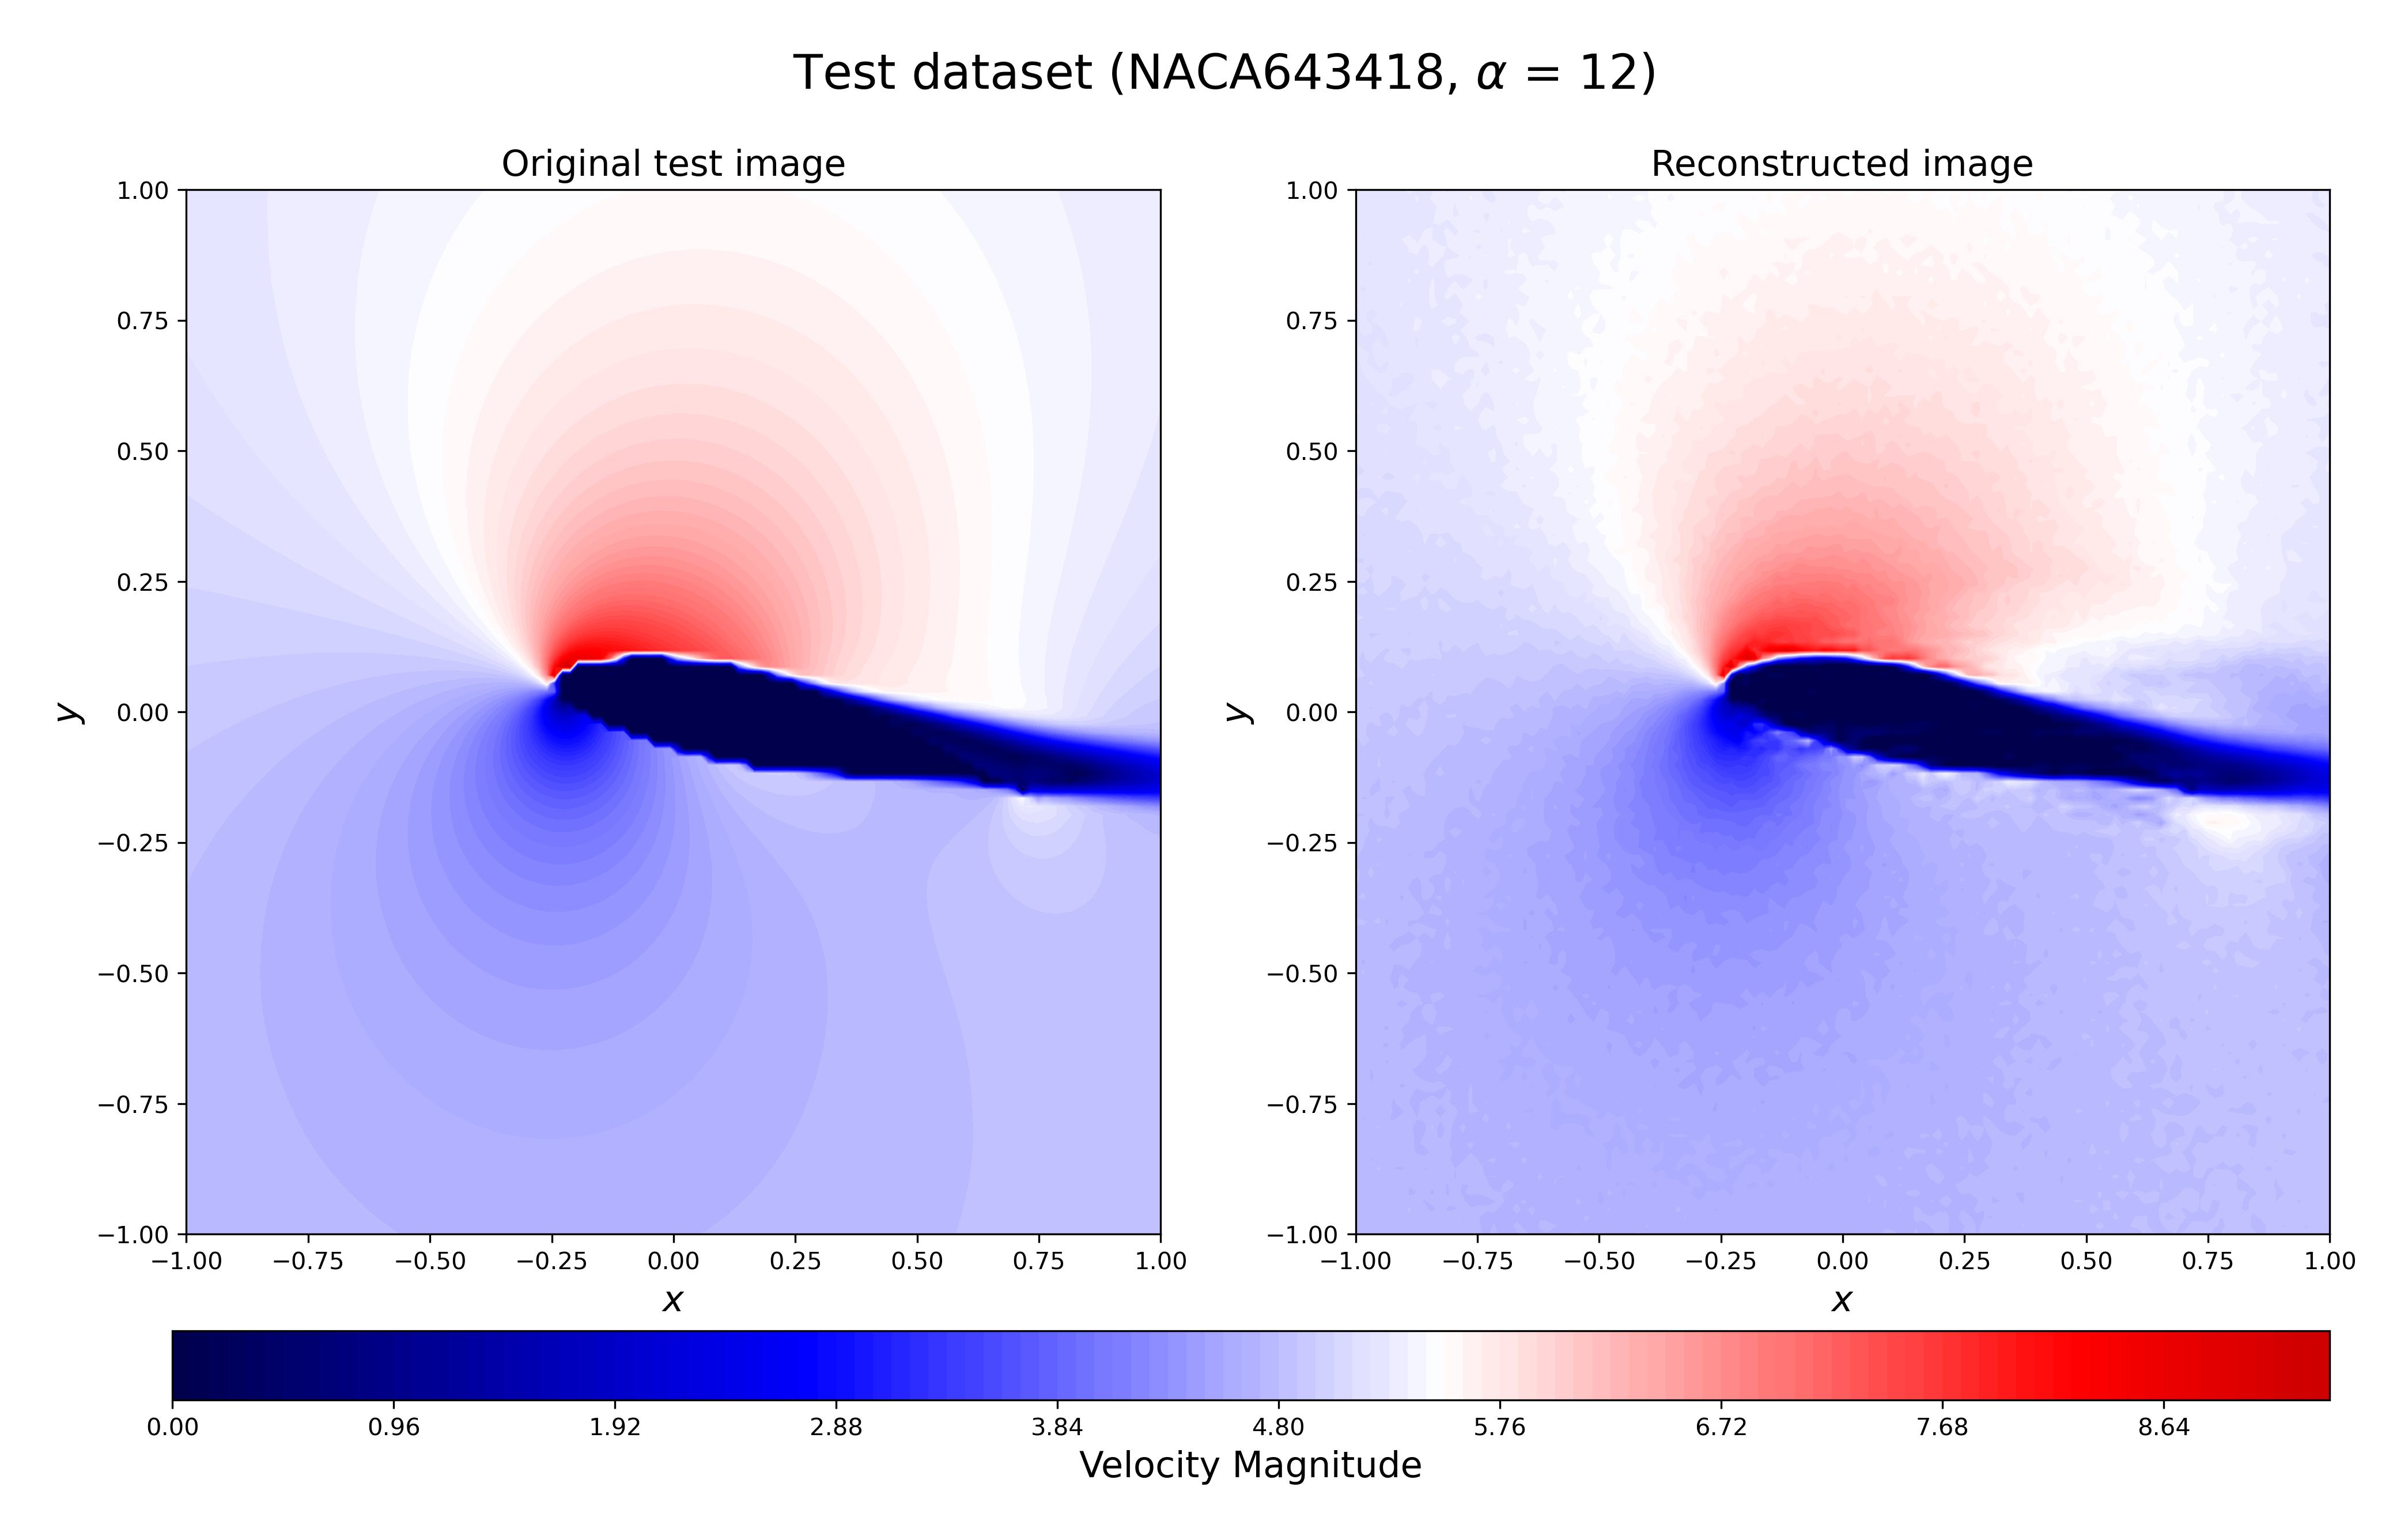 Test dataset (NACA643418, α = 12)
Original test image
Reconstructed image
1.00
0.75
0.50
0.25
0.00
−0.25
−0.50
−0.75
−1.00
y
−1.00 −0.75 −0.50 −0.25 0.00 0.25 0.50 0.75 1.00
x
1.00
0.75
0.50
0.25
0.00
−0.25
−0.50
−0.75
−1.00
y
−1.00 −0.75 −0.50 −0.25 0.00 0.25 0.50 0.75 1.00
x
0.00 0.96 1.92 2.88 3.84 4.80 5.76 6.72 7.68 8.64
Velocity Magnitude